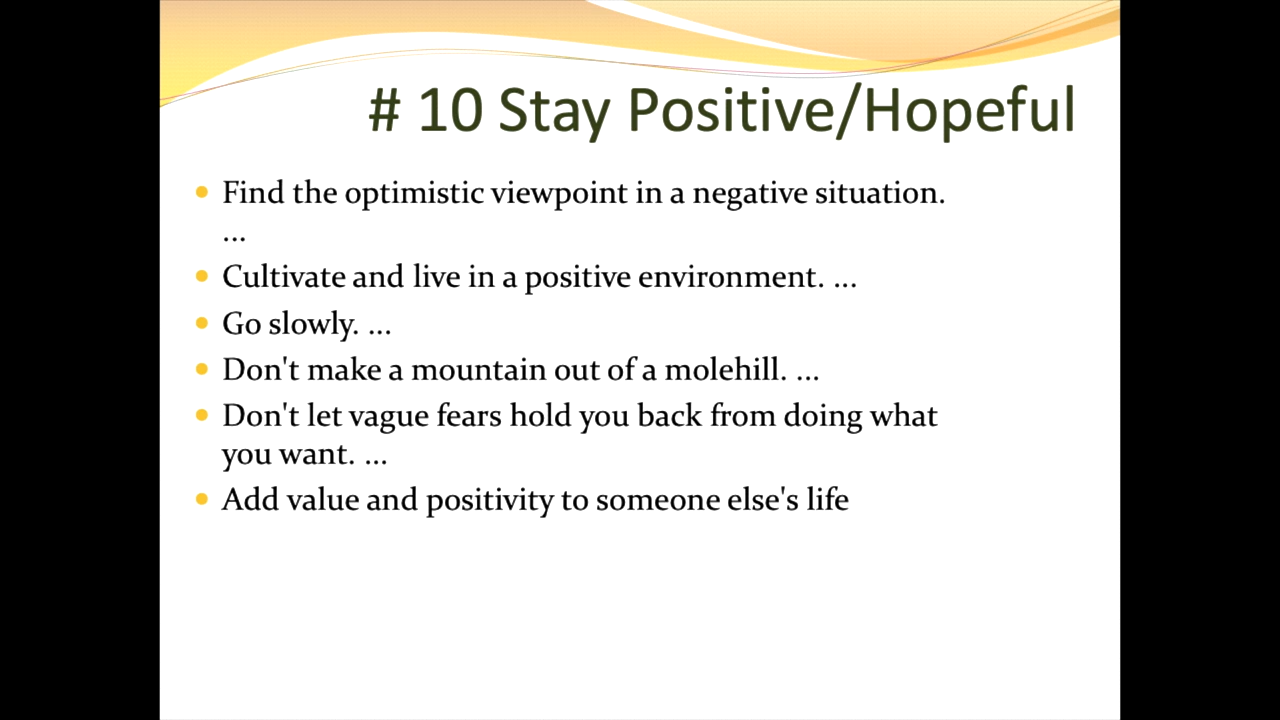 # 10 Stay Positive/Hopeful
• Find the optimistic viewpoint in a negative situation.
...
• Cultivate and live in a positive environment. ...
• Go slowly. ...
• Don't make a mountain out of a molehill. ...
• Don't let vague fears hold you back from doing what
you want. ...
• Add value and positivity to someone else's life